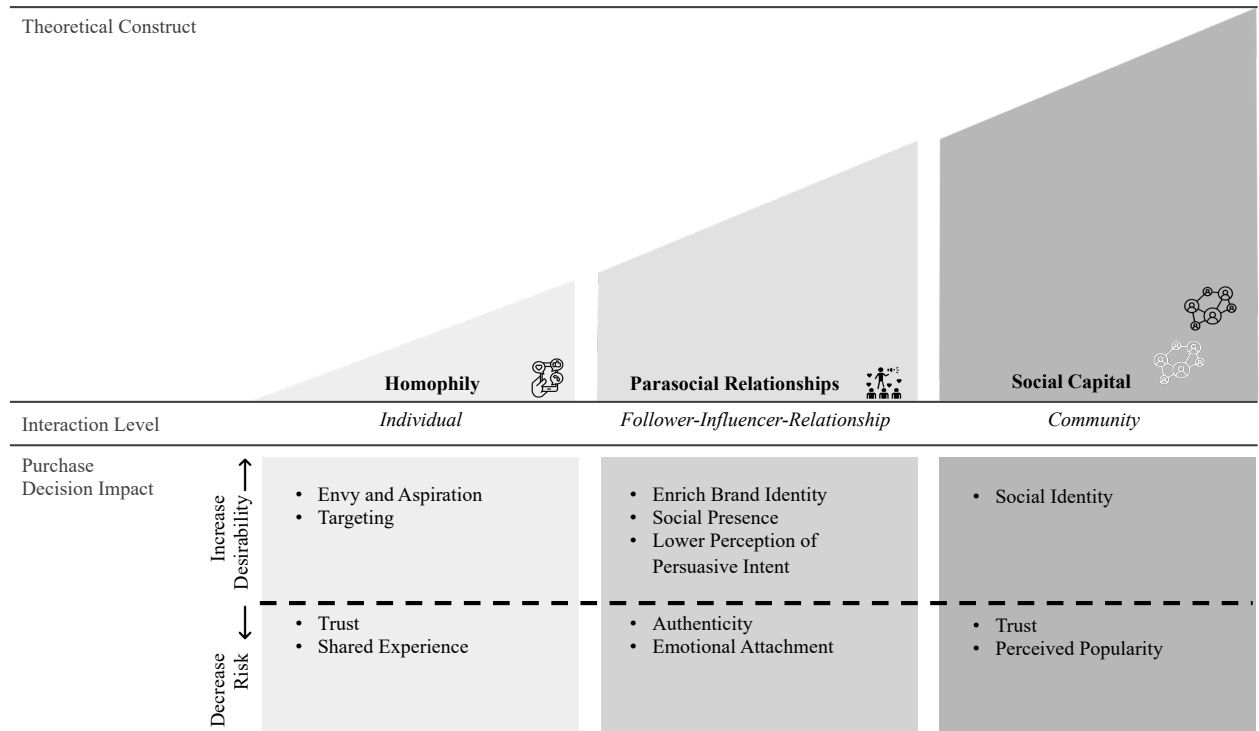 Theoretical Construct
Homophily
Parasocial Relationships
Social Capital
Interaction Level
Individual
Follower-Influencer-Relationship
Community
Purchase
Decision Impact
Increase
Desirability
• Envy and Aspiration
• Targeting
• Enrich Brand Identity
• Social Presence
• Lower Perception of
Persuasive Intent
• Social Identity
Decrease
Risk
• Trust
• Shared Experience
• Authenticity
• Emotional Attachment
• Trust
• Perceived Popularity